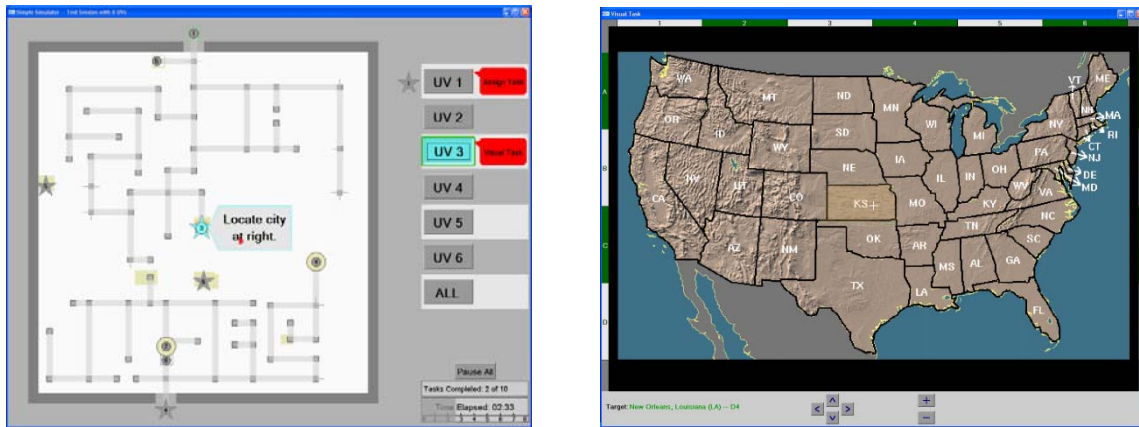 Simple Simulator Test Session with 6 UVs
UV 1
Assign Task
UV 2
UV 3
Visual Task
UV 4
UV 5
UV 6
ALL
Locate city
at right.
Pause All
Tasks Completed: 2 of 10
Time Elapsed: 02:33
Visual Task
1 2 3 4 5 6
A
B
C
D
WA
OR
CA
NV
ID
MT
WY
UT
AZ
CO
NM
ND
SD
NE
KS
OK
TX
MN
IA
MO
AR
LA
WI
IL
MS
MI
IN
OH
KY
TN
AL
GA
FL
SC
NC
VA
WV
PA
NY
VT
NH
ME
MA
RI
CT
NJ
DE
MD
Target: New Orleans, Louisiana (LA) -- D4
< ^ v > + −